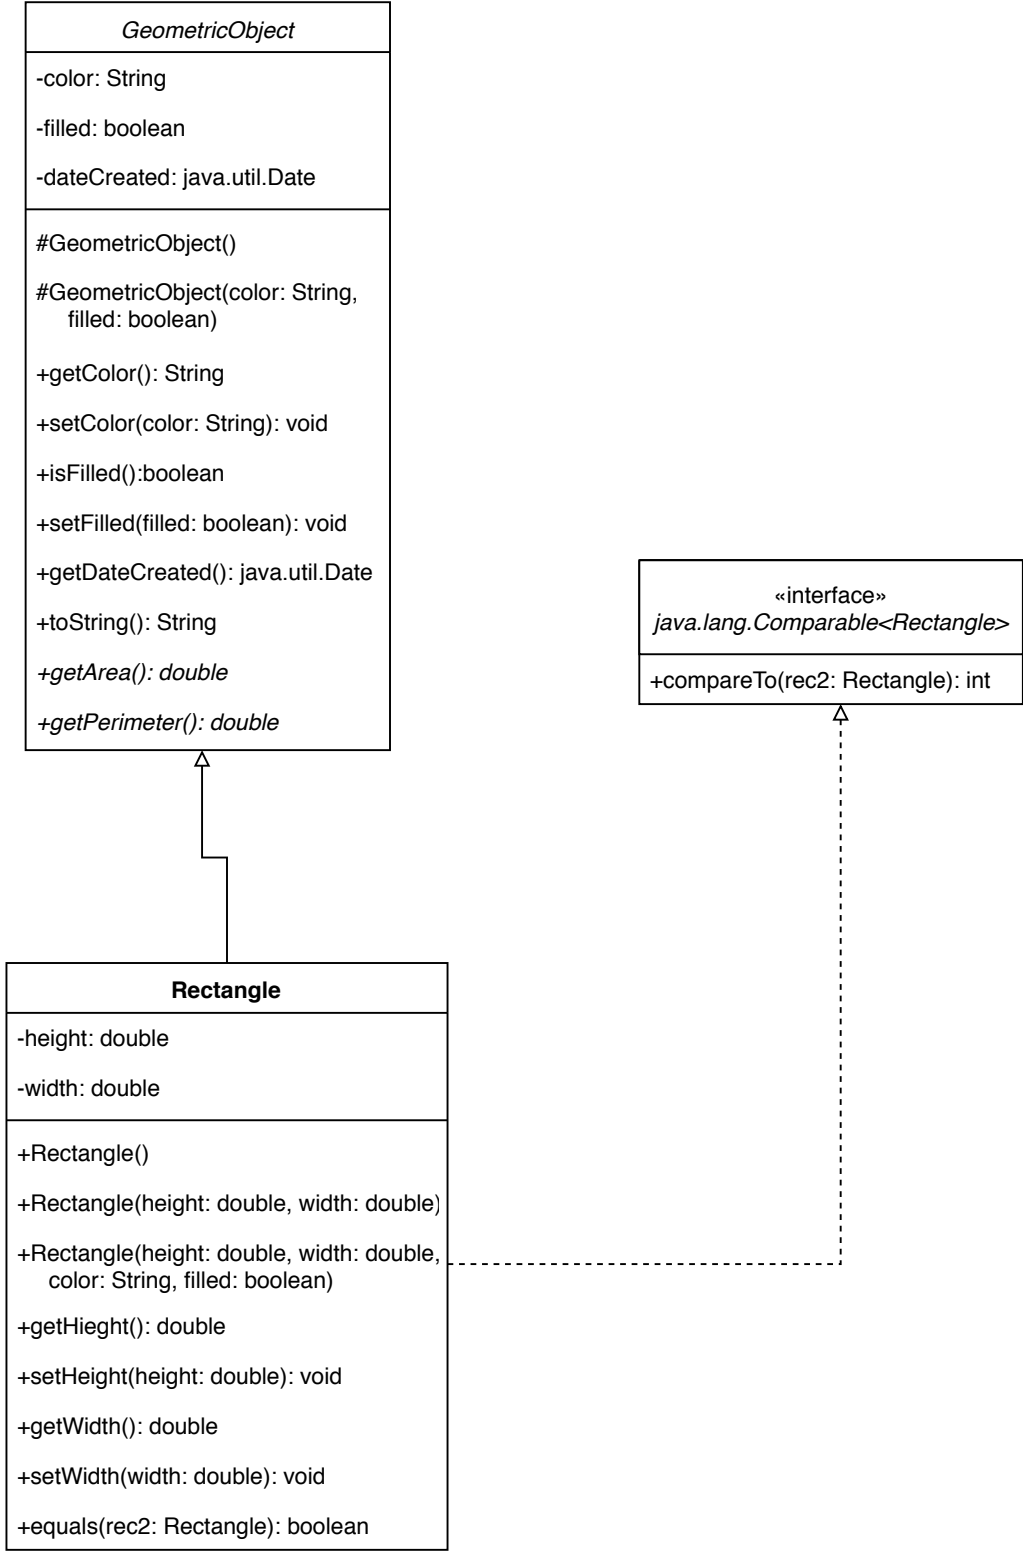 GeometricObject
-color: String
-filled: boolean
-dateCreated: java.util.Date
#GeometricObject()
#GeometricObject(color: String,
filled: boolean)
+getColor(): String
+setColor(color: String): void
+isFilled():boolean
+setFilled(filled: boolean): void
+getDateCreated(): java.util.Date
+toString(): String
+getArea(): double
+getPerimeter(): double
«interface»
java.lang.Comparable<Rectangle>
+compareTo(rec2: Rectangle): int
Rectangle
-height: double
-width: double
+Rectangle()
+Rectangle(height: double, width: double)
+Rectangle(height: double, width: double,
color: String, filled: boolean)
+getHieght(): double
+setHeight(height: double): void
+getWidth(): double
+setWidth(width: double): void
+equals(rec2: Rectangle): boolean